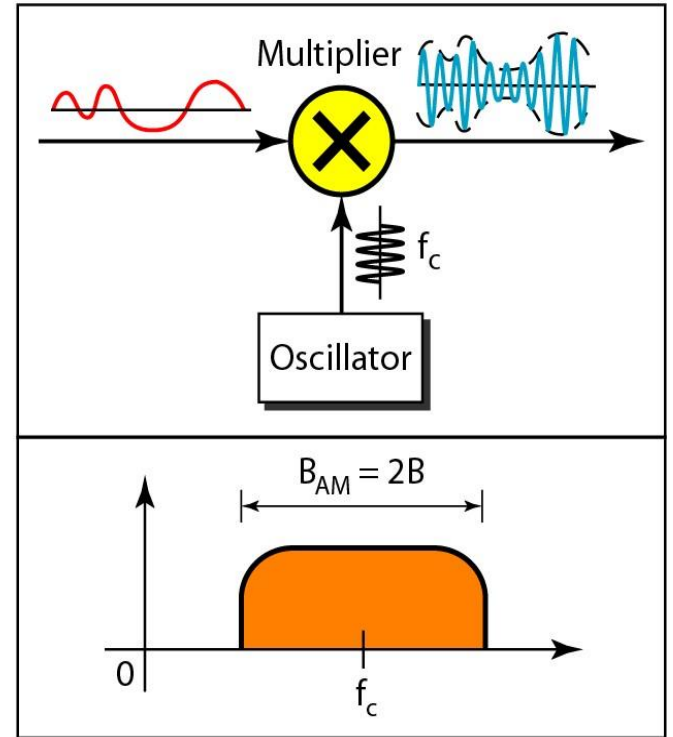 Multiplier
f_c
Oscillator
B_AM = 2B
0
f_c